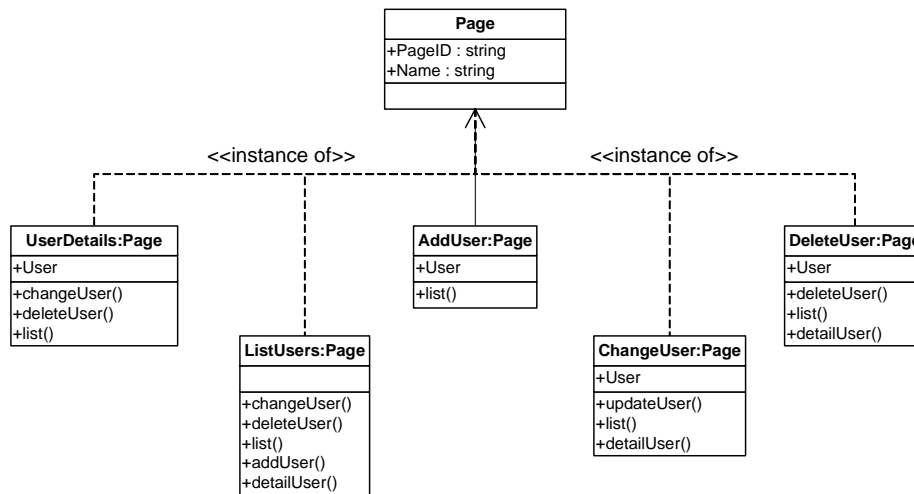 Page
+PageID : string
+Name : string
<<instance of>>
<<instance of>>
UserDetails:Page
+User
+changeUser()
+deleteUser()
+list()
ListUsers:Page
+changeUser()
+deleteUser()
+list()
+addUser()
+detailUser()
AddUser:Page
+User
+list()
ChangeUser:Page
+User
+updateUser()
+list()
+detailUser()
DeleteUser:Page
+User
+deleteUser()
+list()
+detailUser()